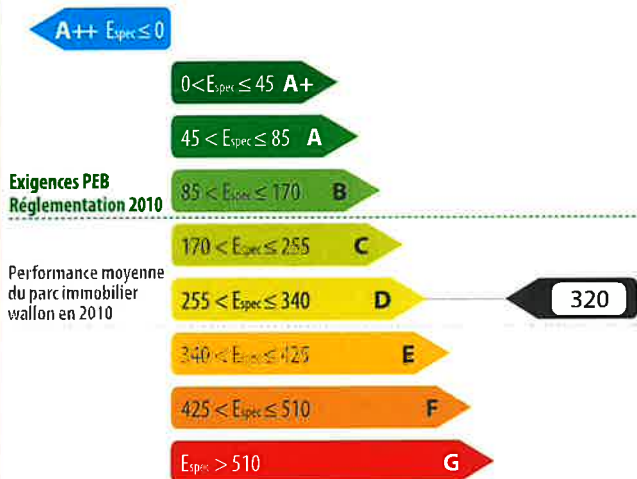 A++ Espec ≤ 0
0 < Espec ≤ 45 A+
45 < Espec ≤ 85 A
Exigences PEB
Réglementation 2010
85 < Espec ≤ 170 B
170 < Espec ≤ 255 C
Performance moyenne
du parc immobilier
wallon en 2010
255 < Espec ≤ 340 D
320
340 < Espec ≤ 425 E
425 < Espec ≤ 510 F
Espec > 510 G